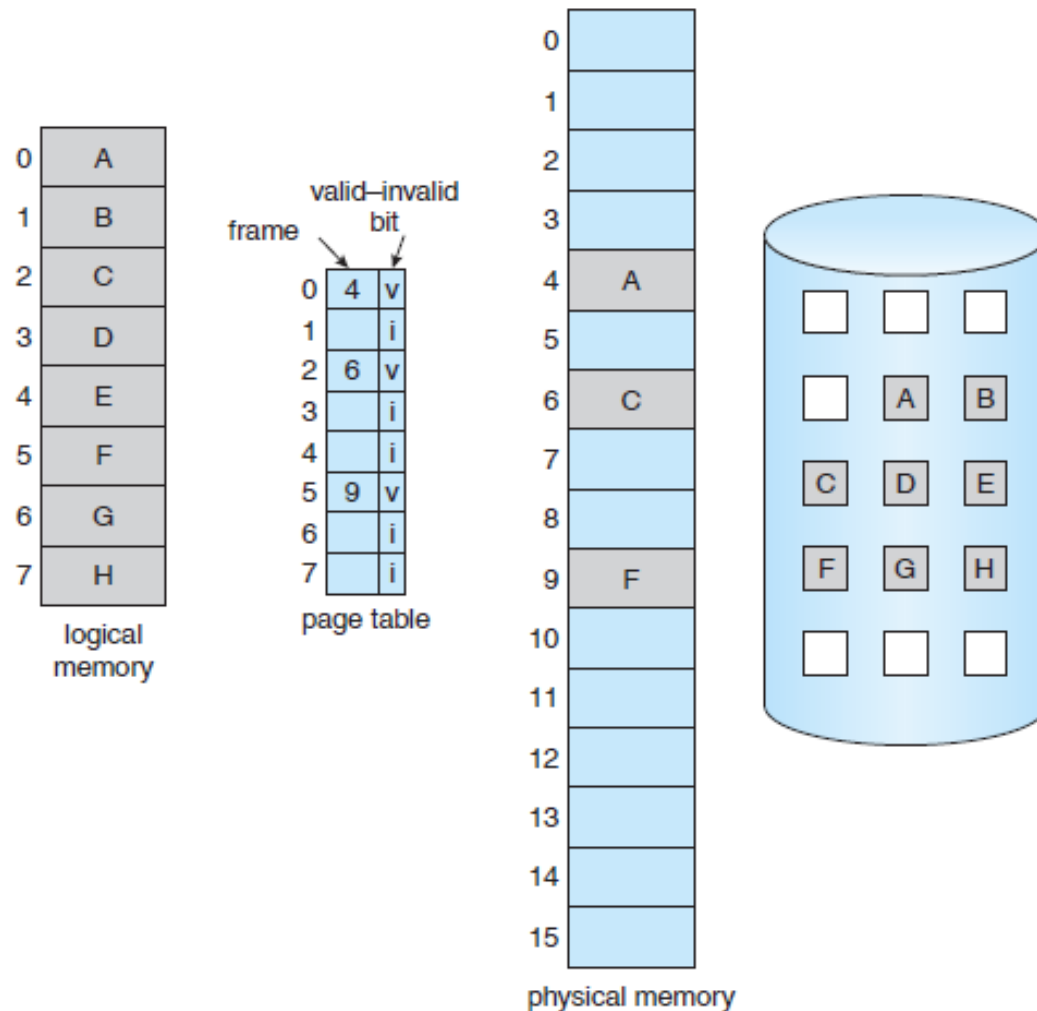 0 A
1 B
2 C
3 D
4 E
5 F
6 G
7 H
logical
memory
valid–invalid
bit
frame
0 4 v
1 i
2 6 v
3 i
4 i
5 9 v
6 i
7 i
page table
0
1
2
3
4 A
5
6 C
7
8
9 F
10
11
12
13
14
15
physical memory
A B
C D E
F G H